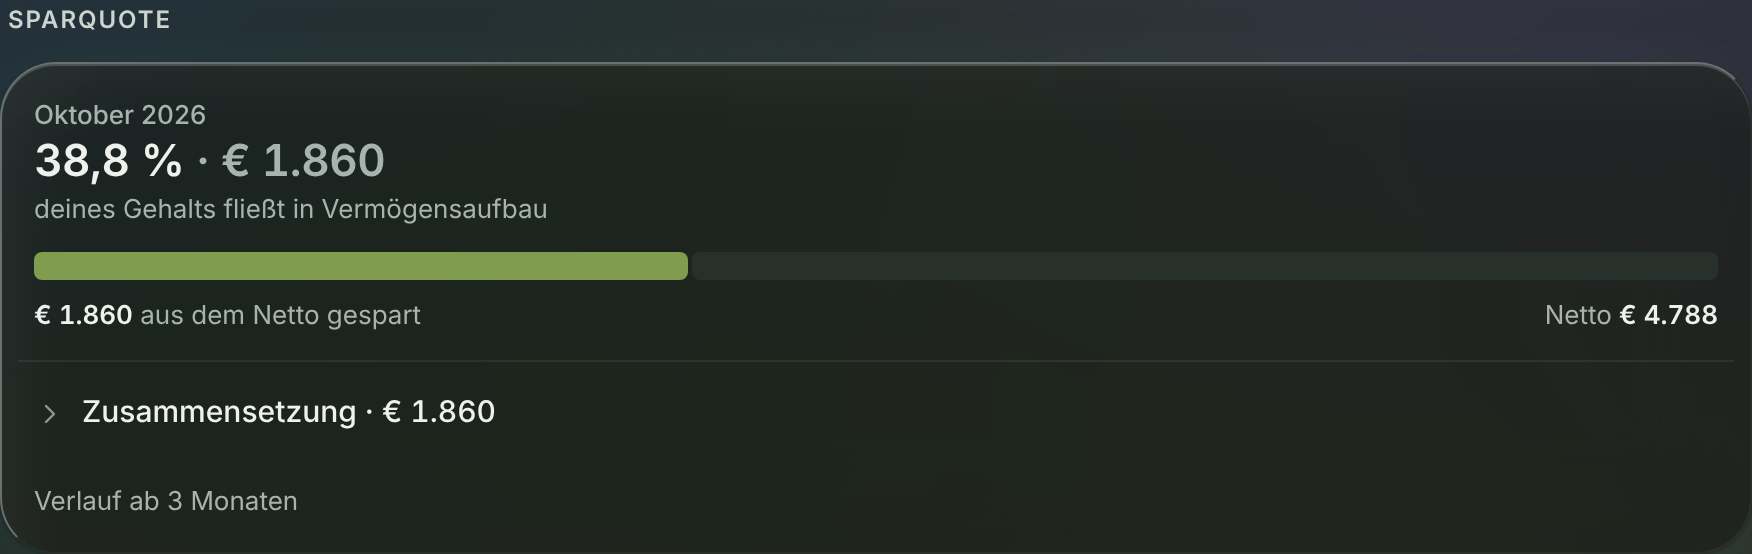 SPARQUOTE
Oktober 2026
38,8 % · € 1.860
deines Gehalts fließt in Vermögensaufbau
€ 1.860 aus dem Netto gespart
Netto € 4.788
Zusammensetzung · € 1.860
Verlauf ab 3 Monaten